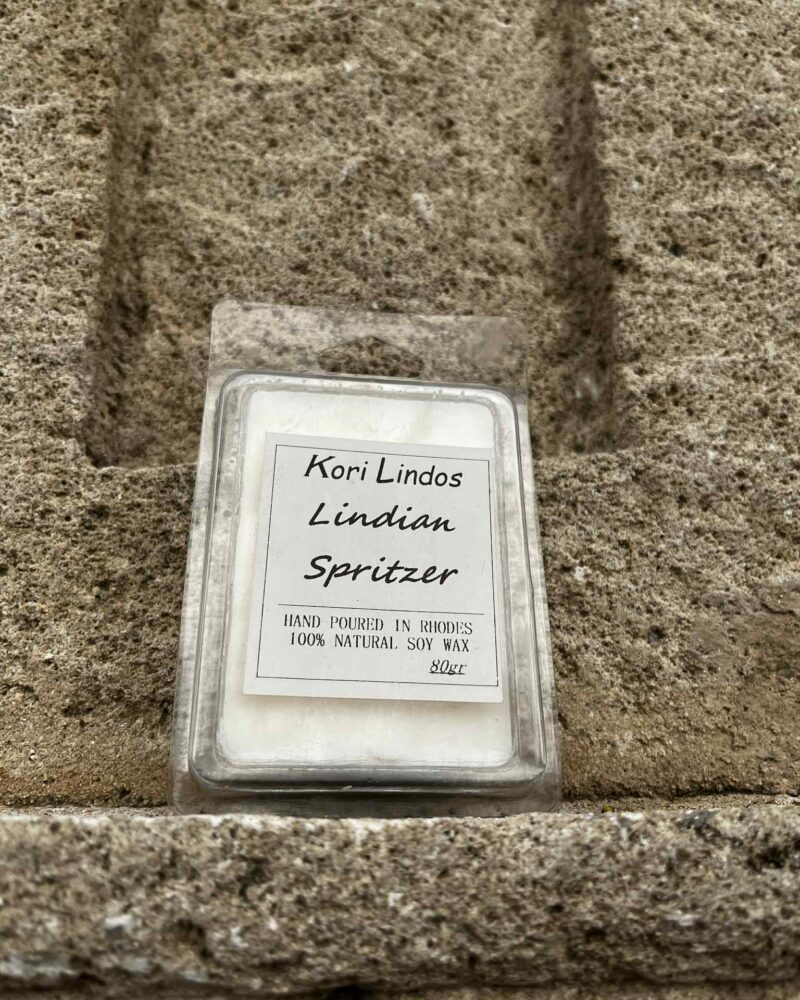 Kori Lindos
Lindian
Spritzer
HAND POURED IN RHODES
100% NATURAL SOY WAX
80gr